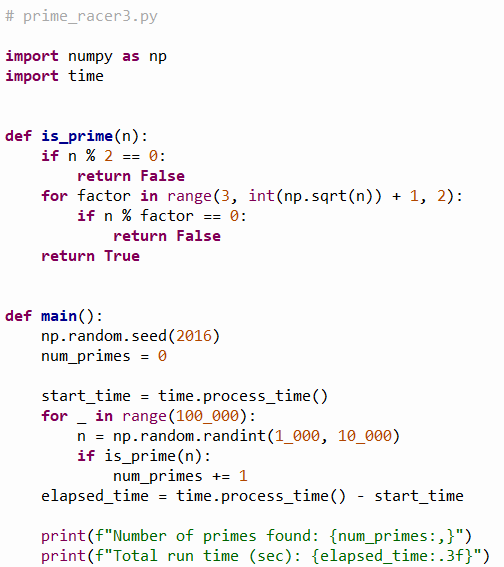 # prime_racer3.py

import numpy as np
import time


def is_prime(n):
    if n % 2 == 0:
        return False
    for factor in range(3, int(np.sqrt(n)) + 1, 2):
        if n % factor == 0:
            return False
    return True


def main():
    np.random.seed(2016)
    num_primes = 0

    start_time = time.process_time()
    for _ in range(100_000):
        n = np.random.randint(1_000, 10_000)
        if is_prime(n):
            num_primes += 1
    elapsed_time = time.process_time() - start_time

    print(f"Number of primes found: {num_primes:,}")
    print(f"Total run time (sec): {elapsed_time:.3f}")